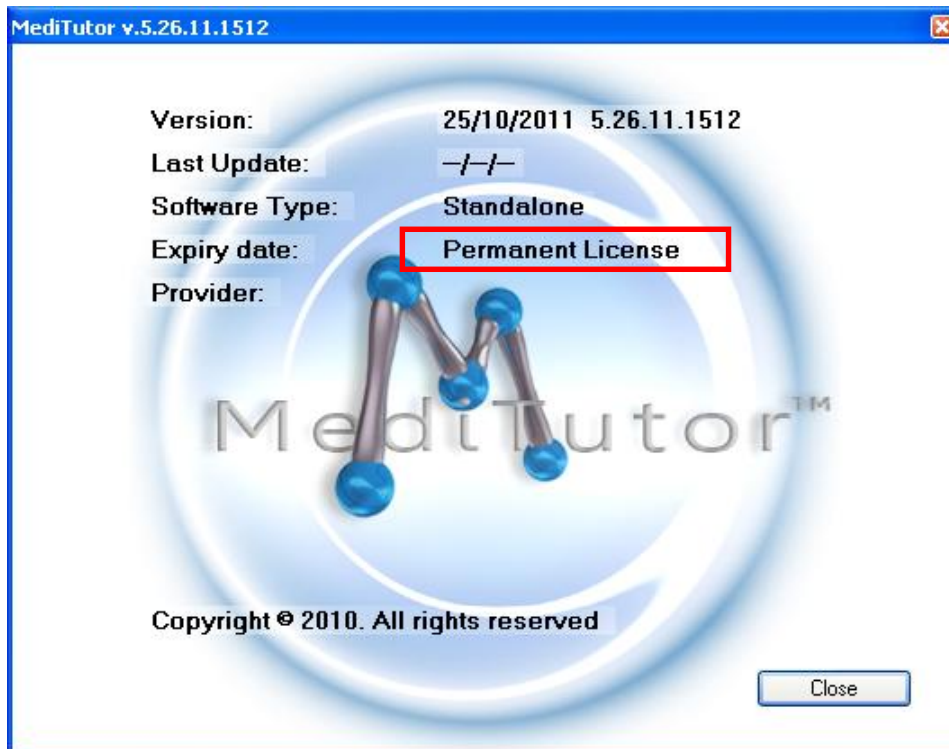 MediTutor v.5.26.11.1512
Version: 25/10/2011 5.26.11.1512
Last Update: –/–/–
Software Type: Standalone
Expiry date: Permanent License
Provider:
MediTutor™
Copyright © 2010. All rights reserved
Close